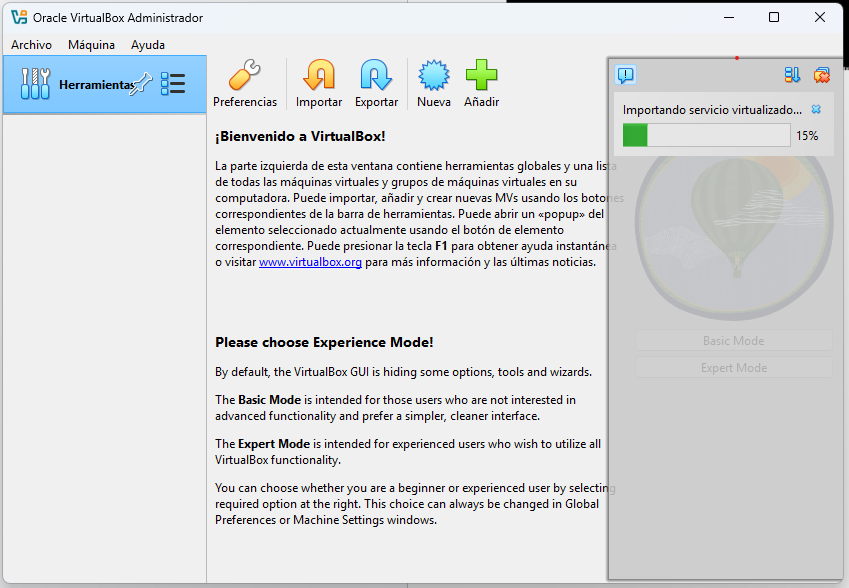 Oracle VirtualBox Administrador
Archivo Máquina Ayuda
Herramientas
Preferencias Importar Exportar Nueva Añadir
Importando servicio virtualizado...
15%
¡Bienvenido a VirtualBox!
La parte izquierda de esta ventana contiene herramientas globales y una lista
de todas las máquinas virtuales y grupos de máquinas virtuales en su
computadora. Puede importar, añadir y crear nuevas MVs usando los botones
correspondientes de la barra de herramientas. Puede abrir un «popup» del
elemento seleccionado actualmente usando el botón de elemento
correspondiente. Puede presionar la tecla F1 para obtener ayuda instantánea
o visitar www.virtualbox.org para más información y las últimas noticias.
Please choose Experience Mode!
By default, the VirtualBox GUI is hiding some options, tools and wizards.
The Basic Mode is intended for those users who are not interested in
advanced functionality and prefer a simpler, cleaner interface.
The Expert Mode is intended for experienced users who wish to utilize all
VirtualBox functionality.
You can choose whether you are a beginner or experienced user by selecting
required option at the right. This choice can always be changed in Global
Preferences or Machine Settings windows.
Basic Mode
Expert Mode